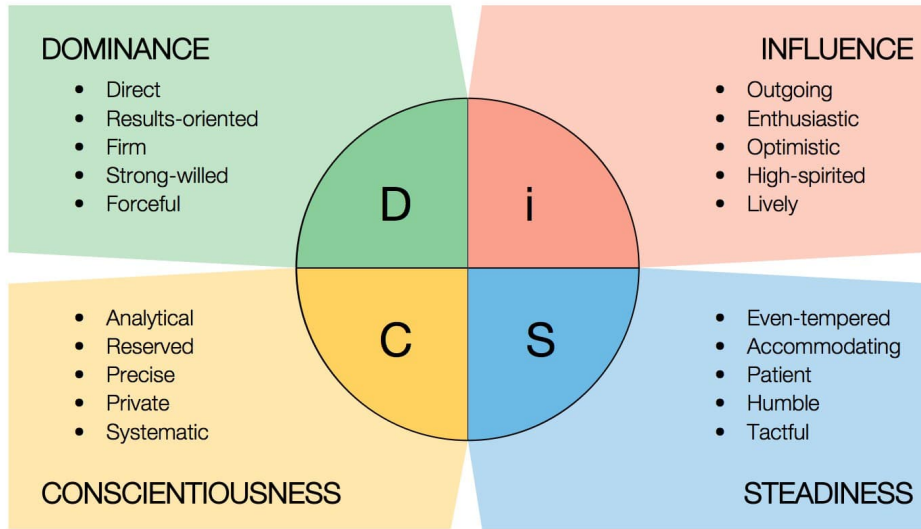 DOMINANCE
• Direct
• Results-oriented
• Firm
• Strong-willed
• Forceful
INFLUENCE
• Outgoing
• Enthusiastic
• Optimistic
• High-spirited
• Lively
D
i
C
S
• Analytical
• Reserved
• Precise
• Private
• Systematic
CONSCIENTIOUSNESS
• Even-tempered
• Accommodating
• Patient
• Humble
• Tactful
STEADINESS